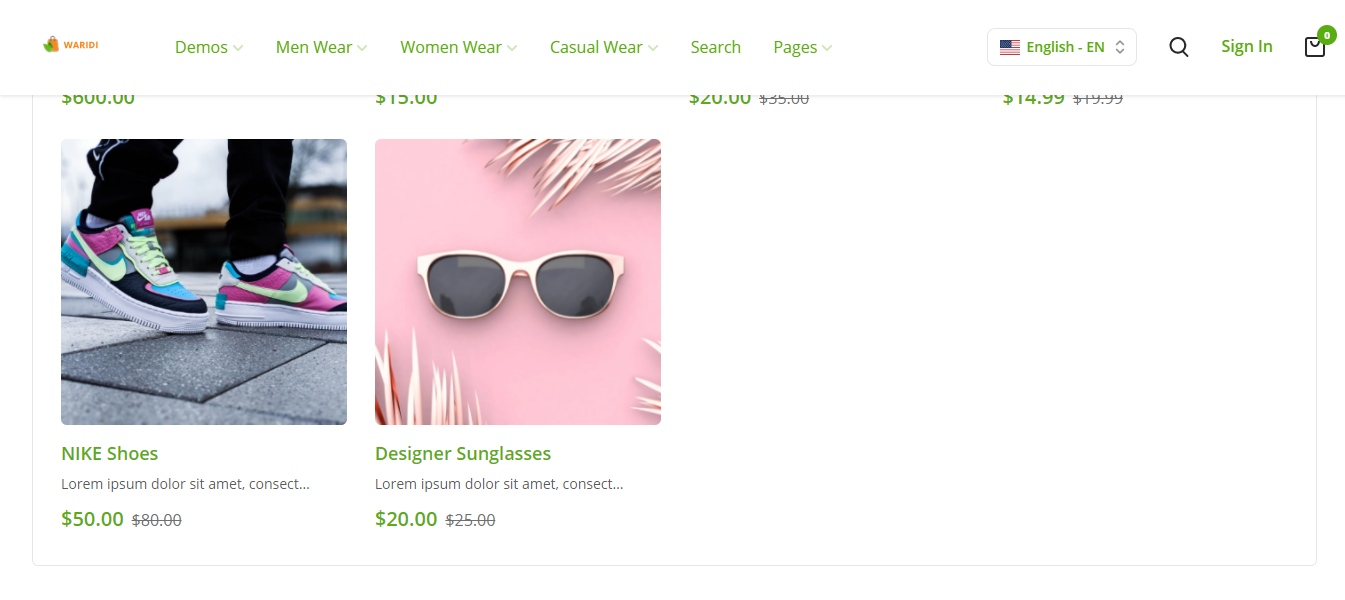 WARIDI
Demos
Men Wear
Women Wear
Casual Wear
Search
Pages
English - EN
Sign In
0
$600.00
$15.00
$20.00 $35.00
$14.99 $19.99
NIKE Shoes
Lorem ipsum dolor sit amet, consect...
$50.00 $80.00
Designer Sunglasses
Lorem ipsum dolor sit amet, consect...
$20.00 $25.00